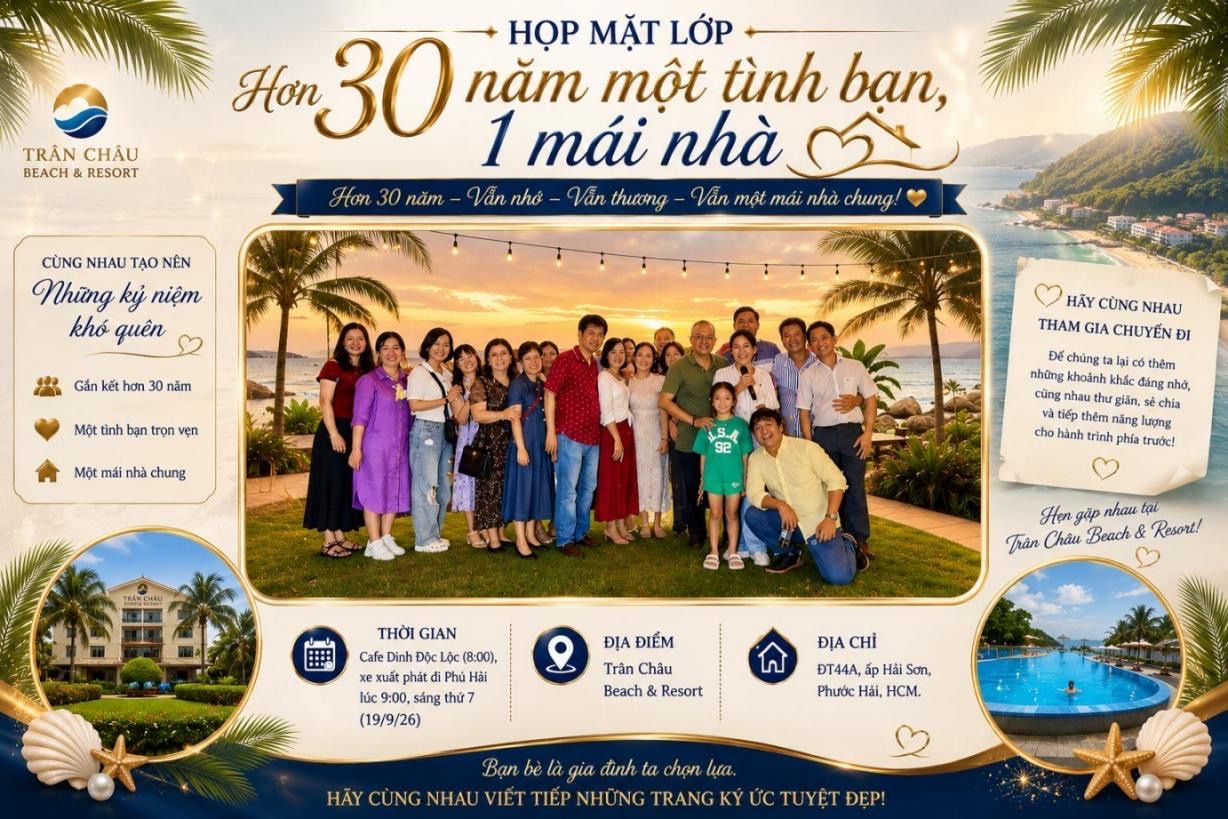 HỌP MẶT LỚP
Hơn 30 năm một tình bạn,
1 mái nhà
TRÂN CHÂU
BEACH & RESORT
Hơn 30 năm – Vẫn nhớ – Vẫn thương – Vẫn một mái nhà chung!
CÙNG NHAU TẠO NÊN
Những kỷ niệm
khó quên
Gắn kết hơn 30 năm
Một tình bạn trọn vẹn
Một mái nhà chung
U.S.A
92
HÃY CÙNG NHAU
THAM GIA CHUYẾN ĐI
Để chúng ta lại có thêm
những khoảnh khắc đáng nhớ,
cùng nhau thư giãn, sẻ chia
và tiếp thêm năng lượng
cho hành trình phía trước!
Hẹn gặp nhau tại
Trân Châu Beach & Resort!
TRÂN CHÂU
THỜI GIAN
Cafe Dinh Độc Lộc (8:00),
xe xuất phát đi Phú Hải
lúc 9:00, sáng thứ 7
(19/9/26)
ĐỊA ĐIỂM
Trân Châu
Beach & Resort
ĐỊA CHỈ
ĐT44A, ấp Hải Sơn,
Phước Hải, HCM.
Bạn bè là gia đình ta chọn lựa.
HÃY CÙNG NHAU VIẾT TIẾP NHỮNG TRANG KÝ ỨC TUYỆT ĐẸP!